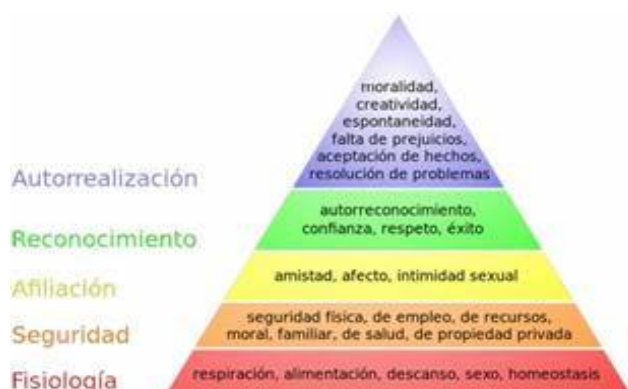 moralidad,
creatividad,
espontaneidad,
falta de prejuicios,
aceptación de hechos,
resolución de problemas
Autorrealización
autorreconocimiento,
confianza, respeto, éxito
Reconocimiento
amistad, afecto, intimidad sexual
Afiliación
seguridad física, de empleo, de recursos,
moral, familiar, de salud, de propiedad privada
Seguridad
respiración, alimentación, descanso, sexo, homeostasis
Fisiología